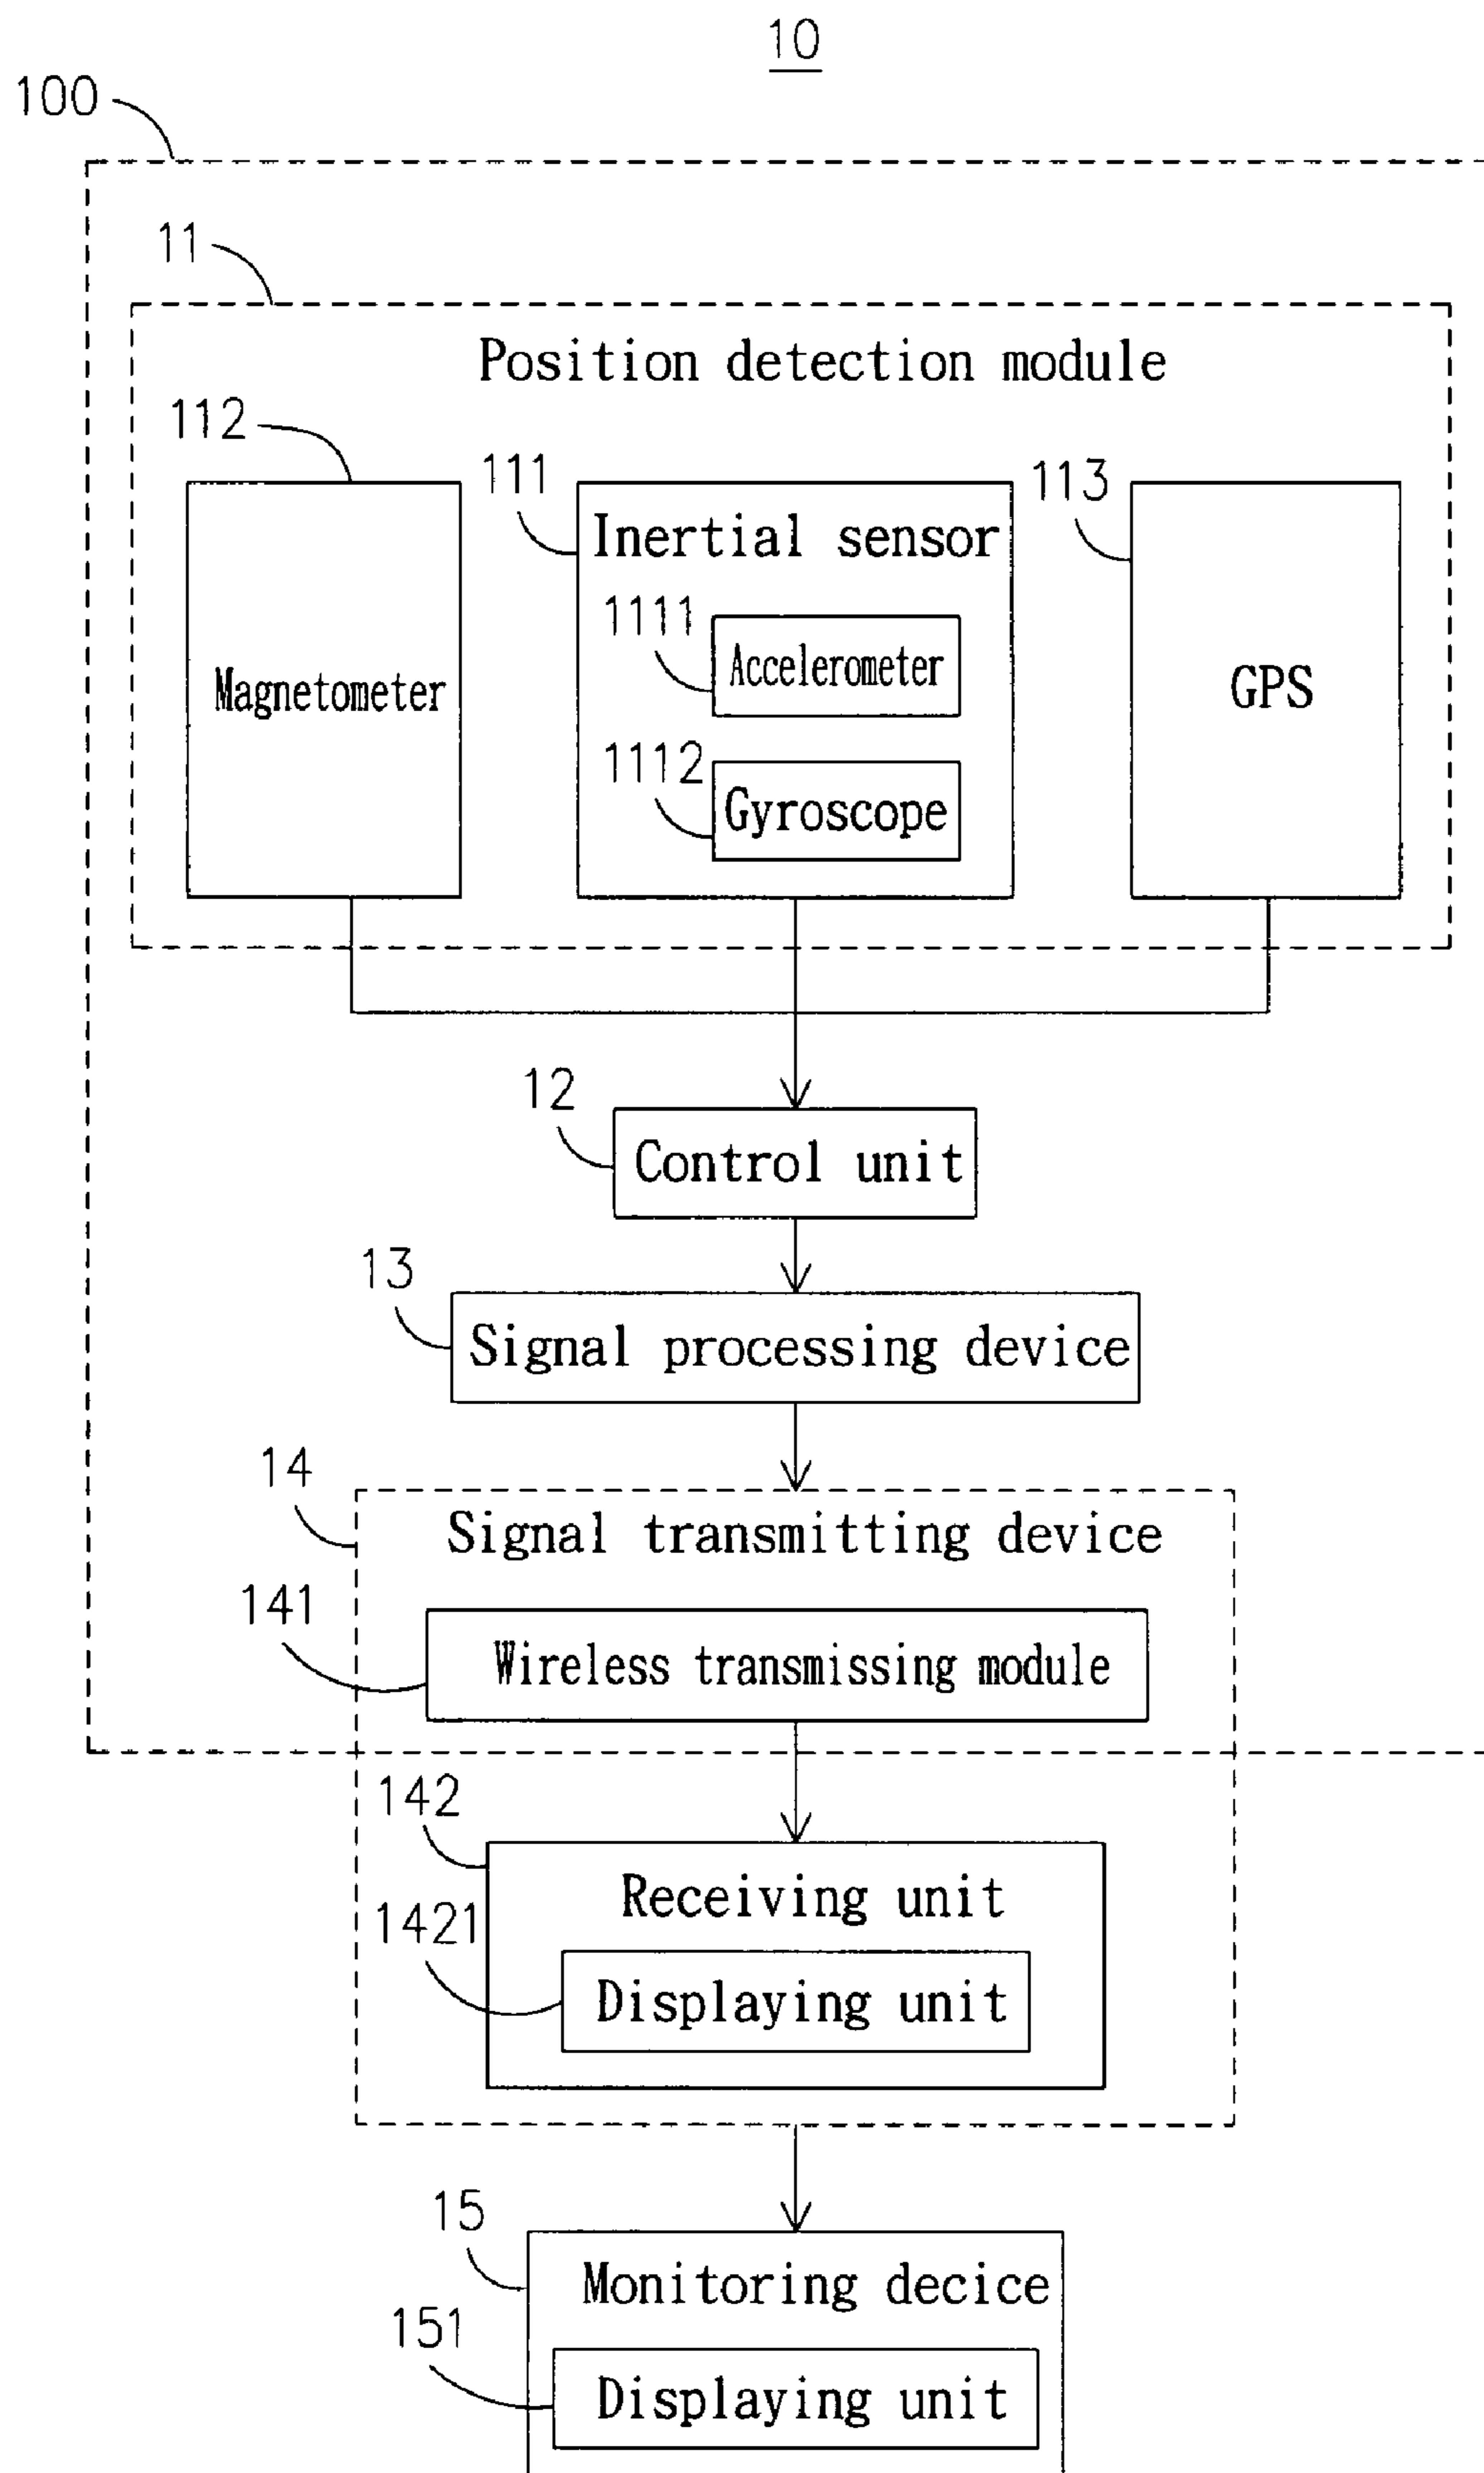 10
100
11
Position detection module
112
111
113
Inertial sensor
1111
Accelerometer
Magnetometer
GPS
1112
Gyroscope
12
Control unit
13
Signal processing device
14
Signal transmitting device
141
Wireless transmissing module
142
Receiving unit
1421
Displaying unit
15
Monitoring decice
151
Displaying unit